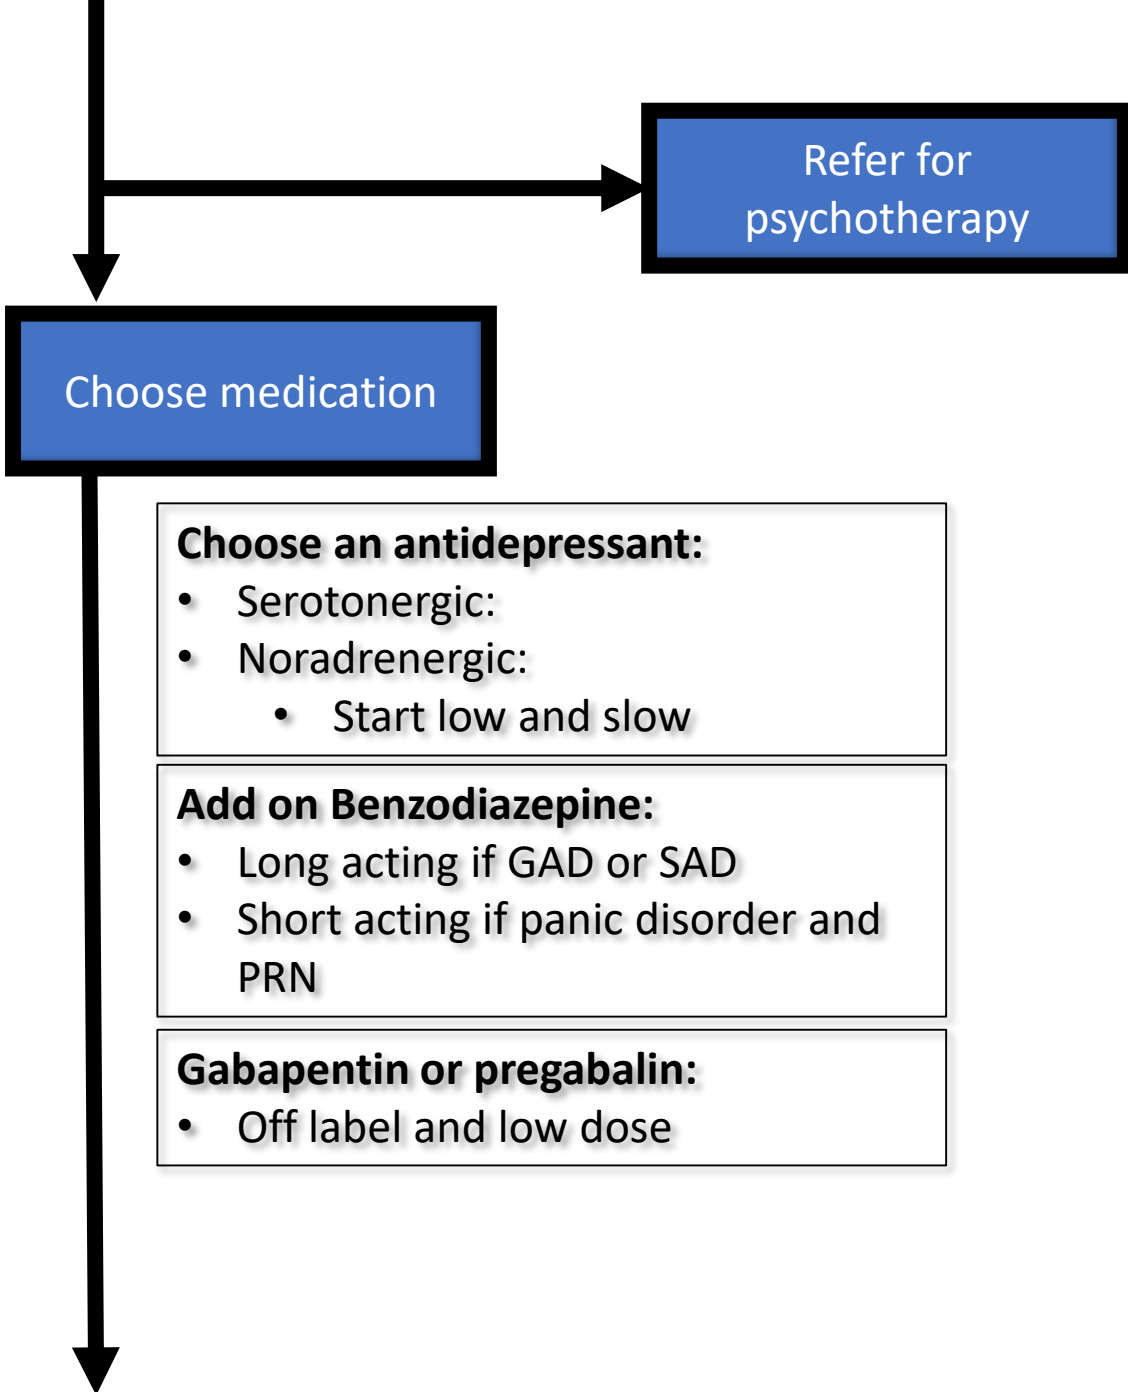 Refer for
psychotherapy
Choose medication
Choose an antidepressant:
• Serotonergic:
• Noradrenergic:
• Start low and slow
Add on Benzodiazepine:
• Long acting if GAD or SAD
• Short acting if panic disorder and
PRN
Gabapentin or pregabalin:
• Off label and low dose